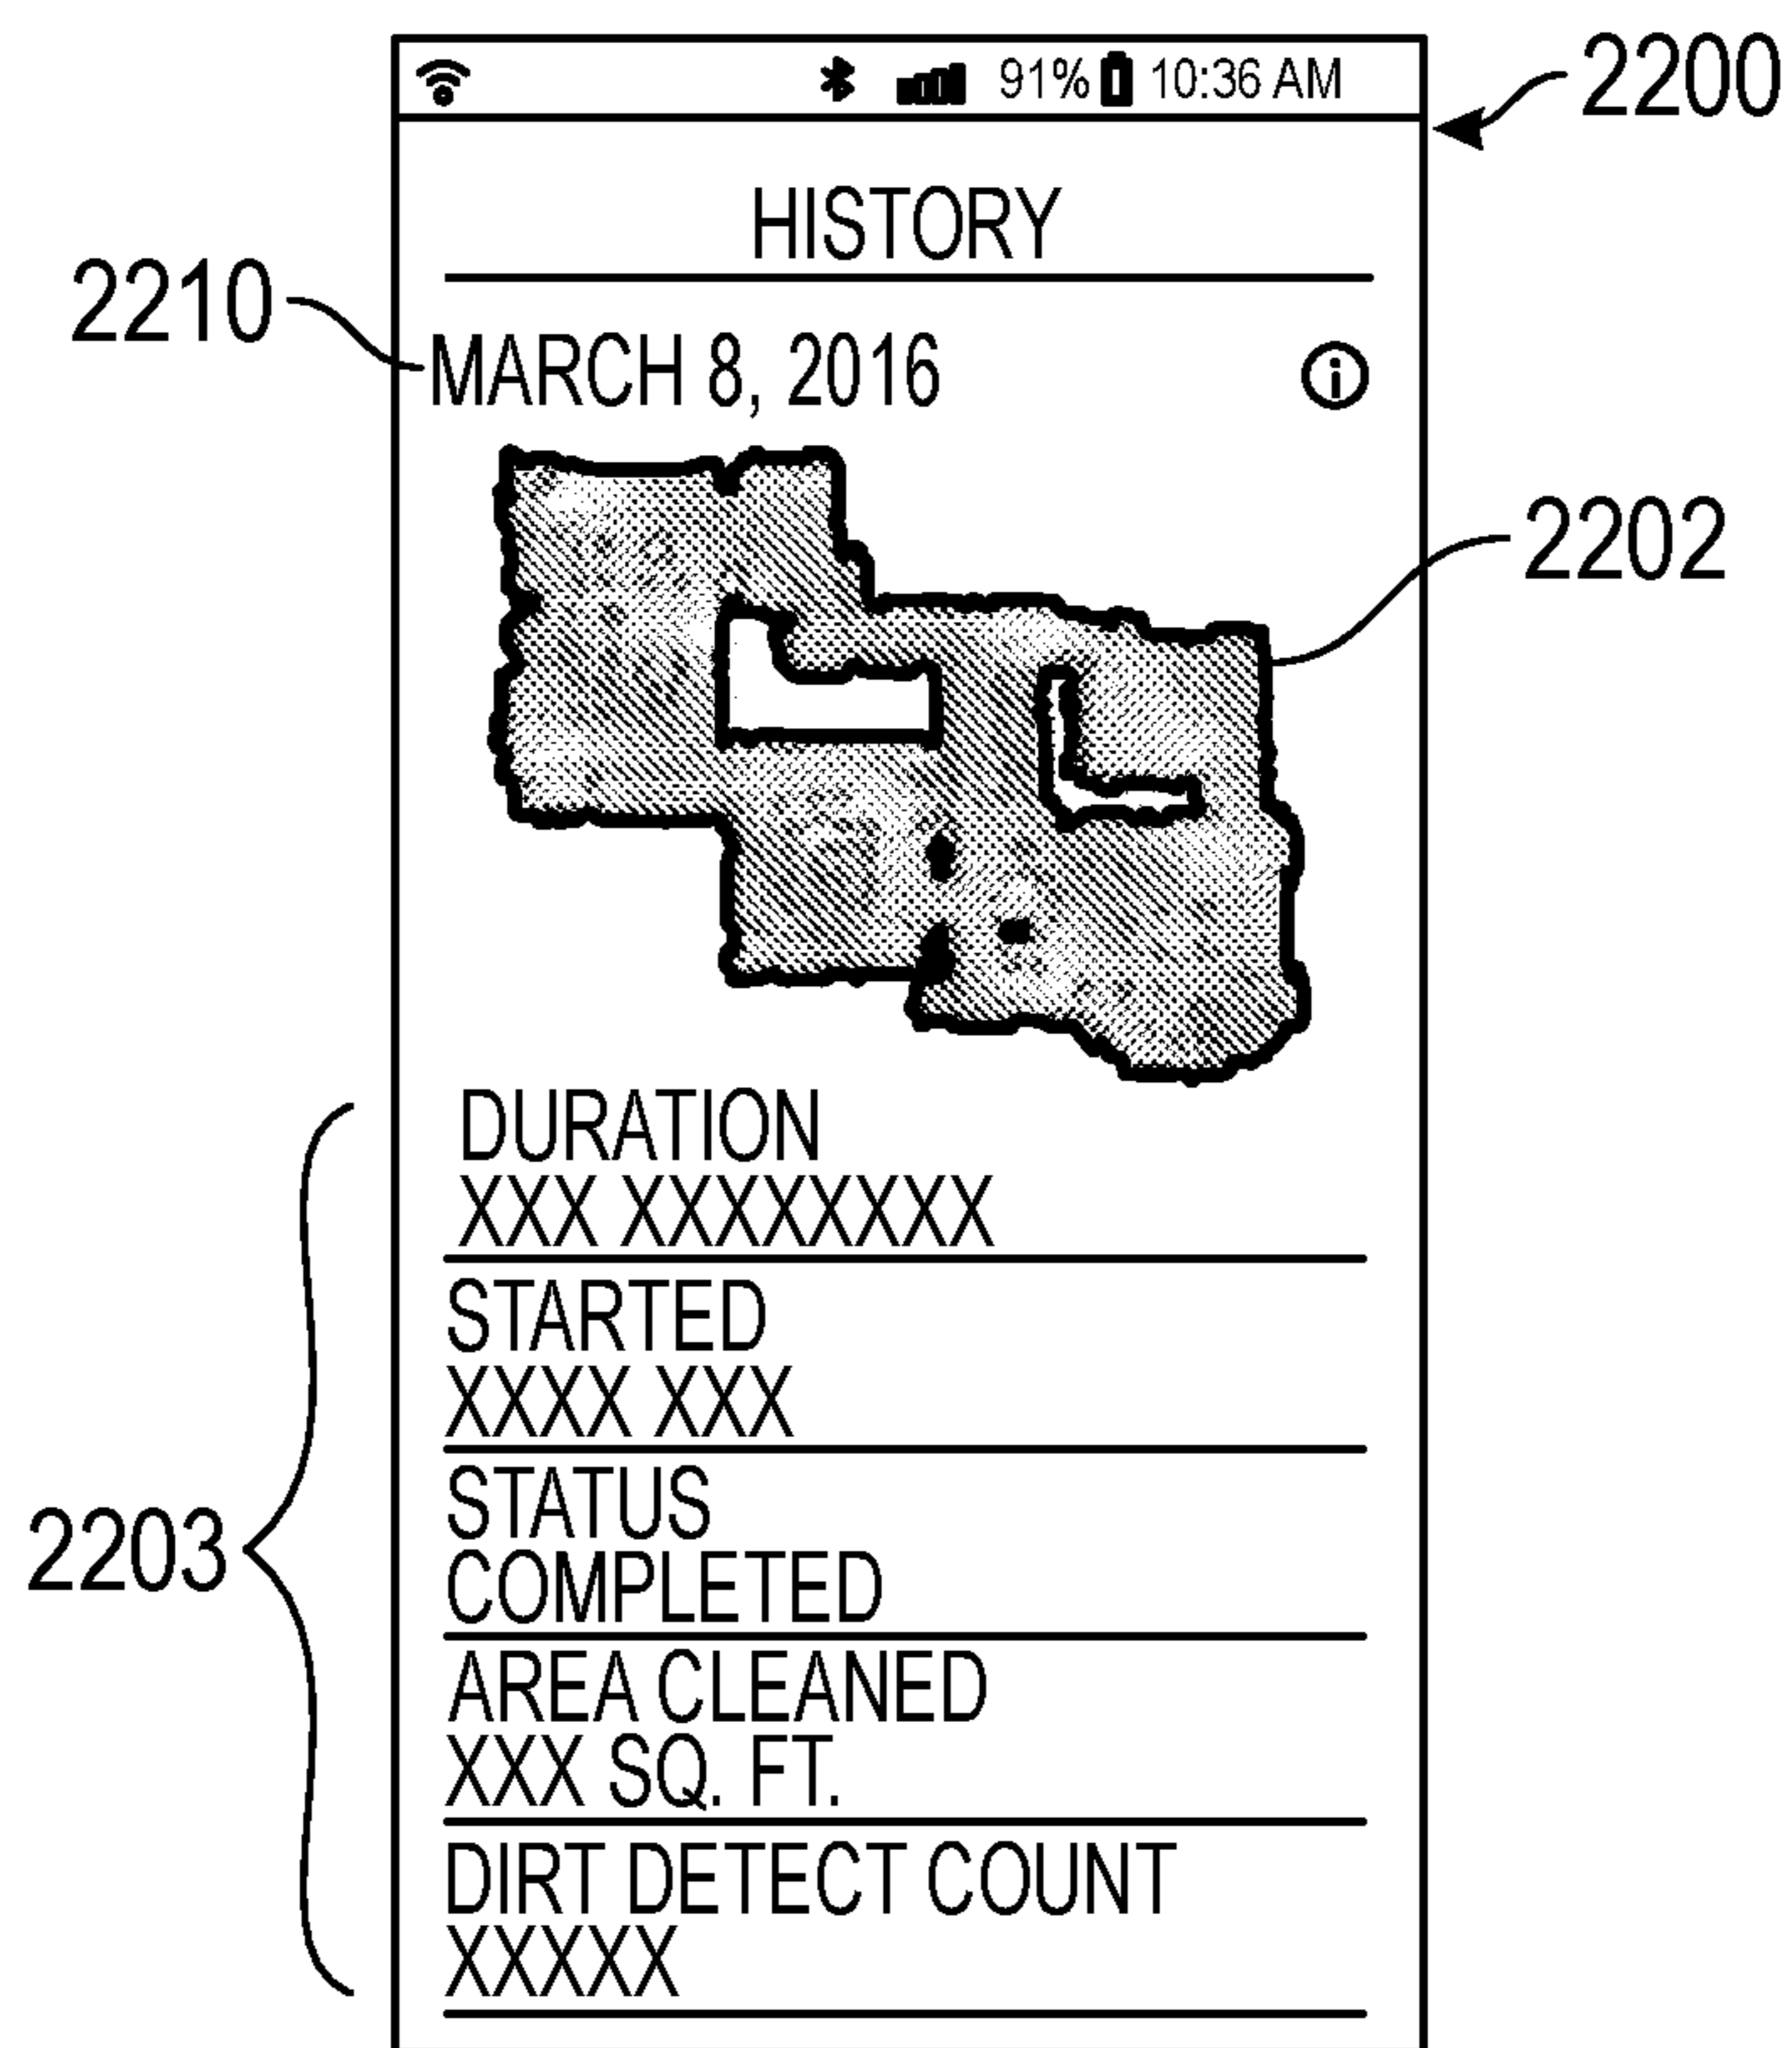 91% 10:36 AM
2200
HISTORY
2210
MARCH 8, 2016
i
2202
DURATION
XXX XXXXXXXX
STARTED
XXXX XXX
STATUS
COMPLETED
2203
AREA CLEANED
XXX SQ. FT.
DIRT DETECT COUNT
XXXXX